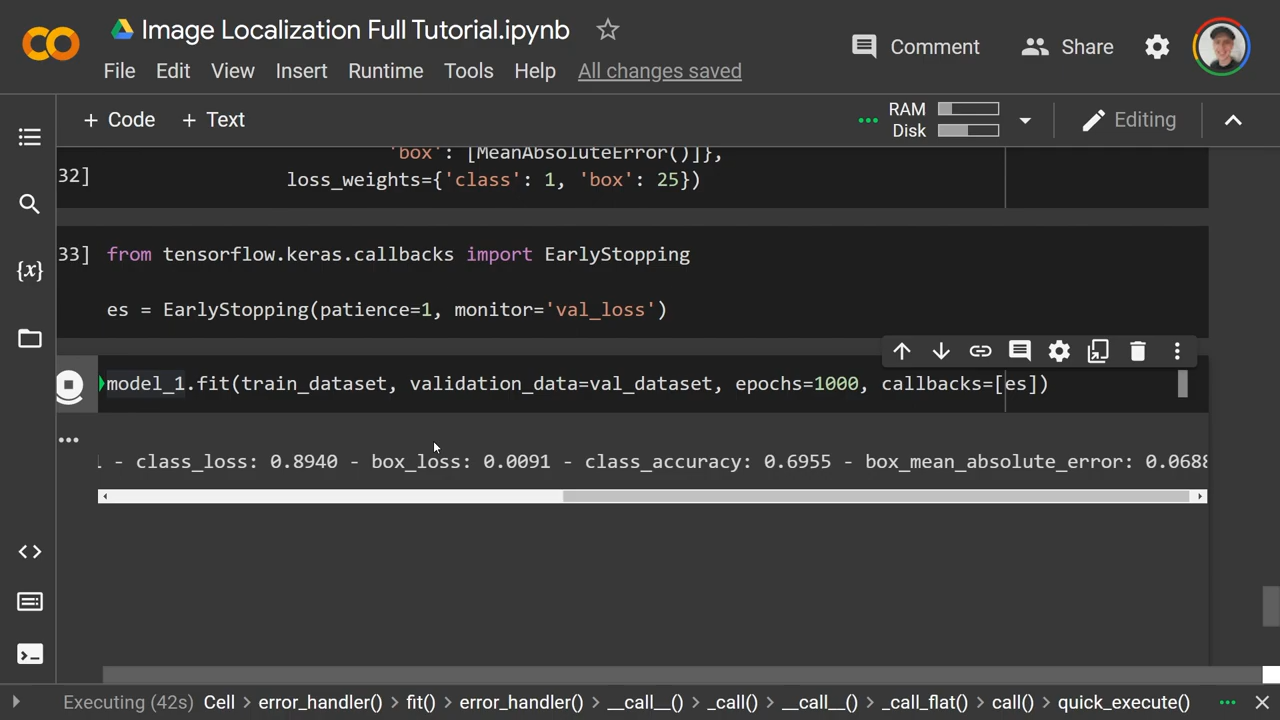 Image Localization Full Tutorial.ipynb
Comment
Share
File Edit View Insert Runtime Tools Help All changes saved
+ Code + Text
RAM
Disk
Editing
'box': [MeanAbsoluteError()]},
32] loss_weights={'class': 1, 'box': 25})
33] from tensorflow.keras.callbacks import EarlyStopping
es = EarlyStopping(patience=1, monitor='val_loss')
model_1.fit(train_dataset, validation_data=val_dataset, epochs=1000, callbacks=[es])
- class_loss: 0.8940 - box_loss: 0.0091 - class_accuracy: 0.6955 - box_mean_absolute_error: 0.0688
Executing (42s) Cell > error_handler() > fit() > error_handler() > __call__() > _call() > __call__() > _call_flat() > call() > quick_execute()